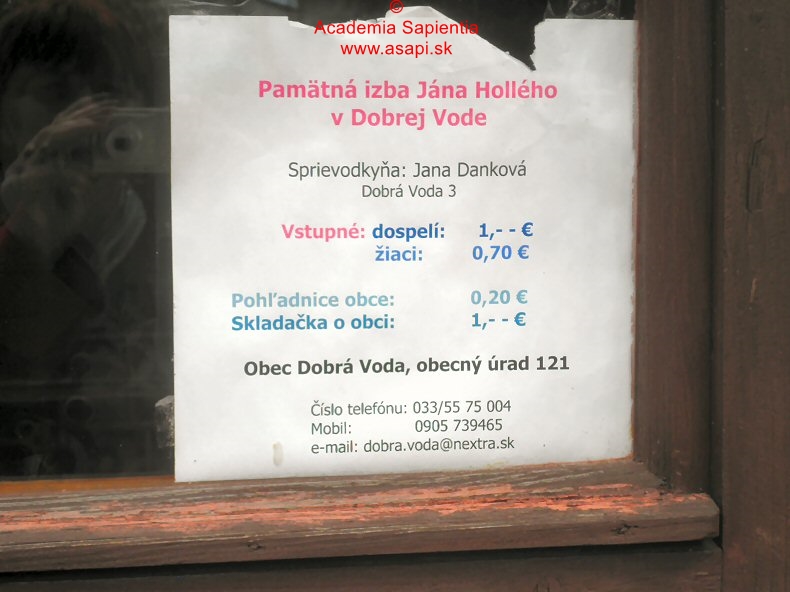 ©
Academia Sapientia
www.asapi.sk
Pamätná izba Jána Hollého
v Dobrej Vode
Sprievodkyňa: Jana Danková
Dobrá Voda 3
Vstupné: dospelí: 1,- - €
žiaci: 0,70 €
Pohľadnice obce: 0,20 €
Skladačka o obci: 1,- - €
Obec Dobrá Voda, obecný úrad 121
Číslo telefónu: 033/55 75 004
Mobil: 0905 739465
e-mail: dobra.voda@nextra.sk